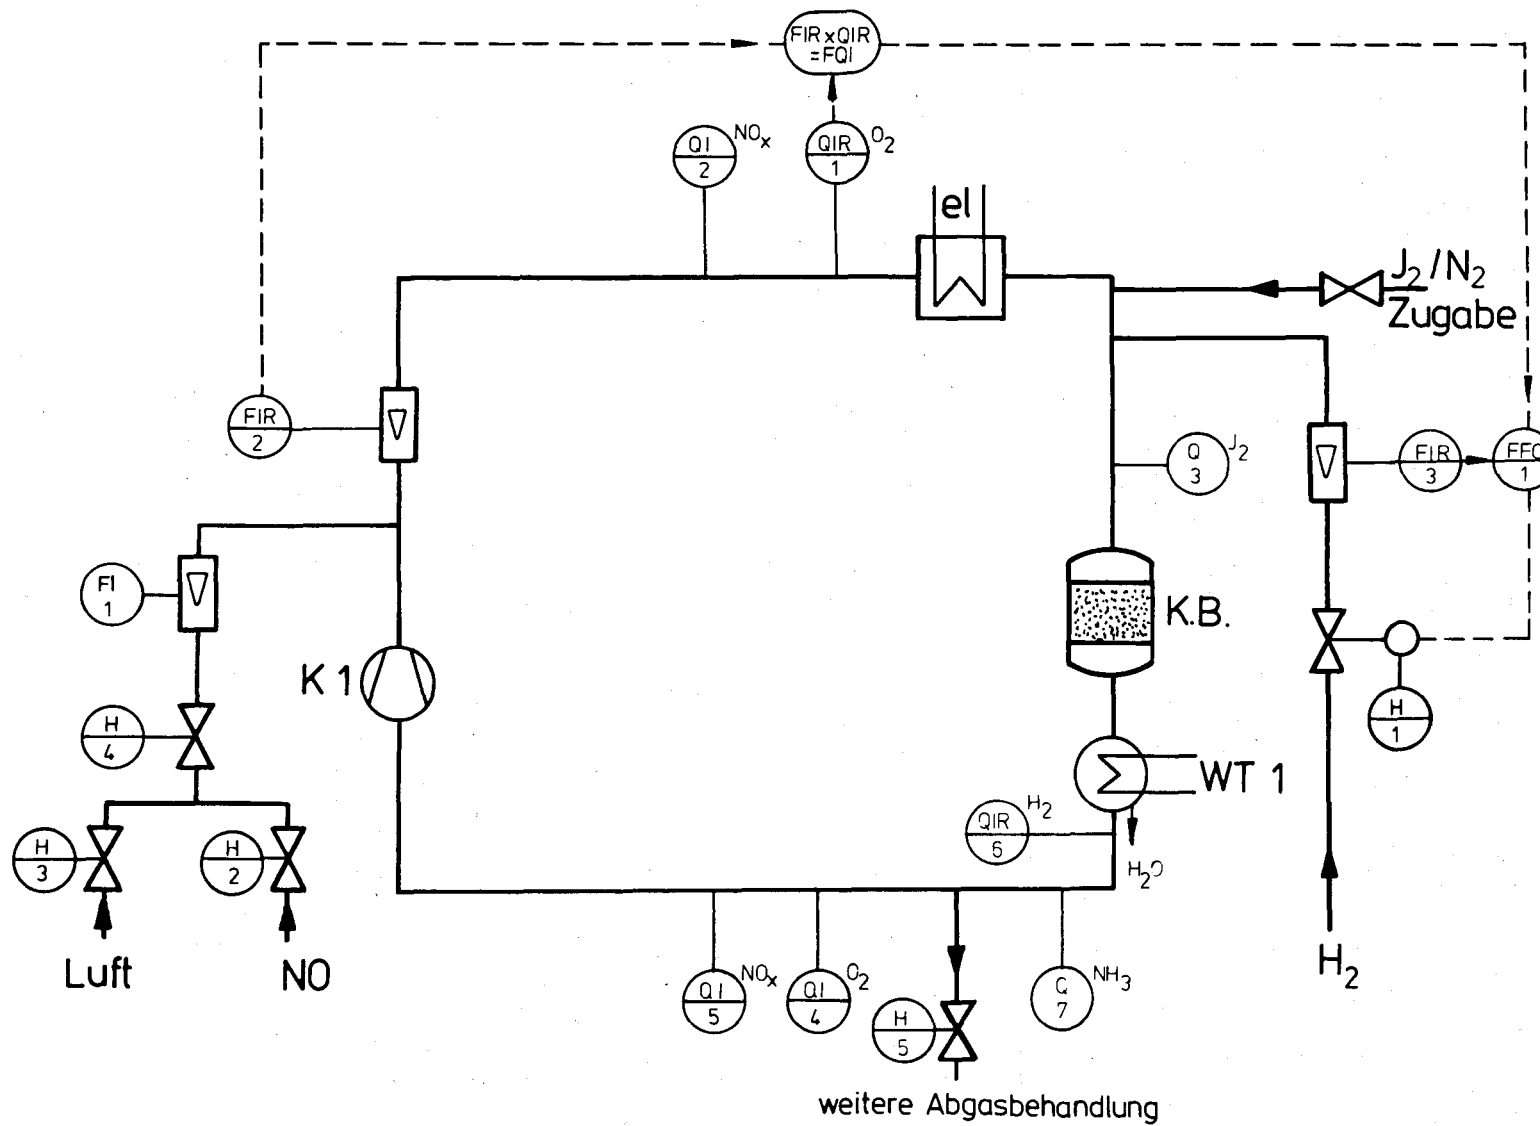 FIR x QIR
=FQI
QI
2
NOx
QIR
1
O2
el
J2/N2
Zugabe
FIR
2
Q
3
J2
FIR
3
1
FI
1
K.B.
K 1
H
4
H
1
WT 1
QIR
6
H2
H
3
H
2
H2O
Luft
NO
H2
QI
5
NOx
QI
4
O2
H
5
7
NH3
weitere Abgasbehandlung